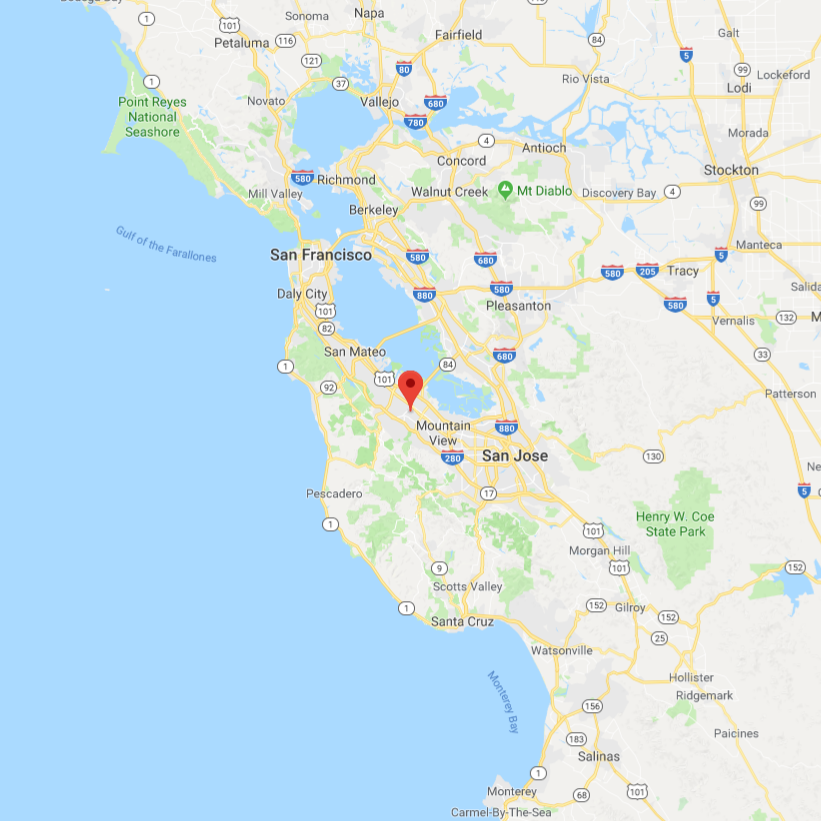 Bodega Bay
Napa
Sonoma
1
101
Petaluma
116
Fairfield
84
Galt
5
121
80
99
Lockeford
1
37
Rio Vista
Lodi
Point Reyes
National
Seashore
Novato
Vallejo
680
780
Morada
4
Antioch
Concord
Stockton
580
Richmond
Mill Valley
Walnut Creek
Mt Diablo
Discovery Bay
4
99
Berkeley
Gulf of the Farallones
San Francisco
580
680
Manteca
5
580
205
Tracy
Daly City
880
580
580
5
Salida
101
Pleasanton
82
Vernalis
132
M
San Mateo
680
33
1
84
92
101
Patterson
Mountain
View
880
280
San Jose
130
Ne
5
Pescadero
17
1
Henry W. Coe
State Park
101
Morgan Hill
101
152
9
Scotts Valley
1
152
Gilroy
152
Santa Cruz
25
Watsonville
Monterey Bay
Hollister
Ridgemark
156
Paicines
183
Salinas
1
Monterey
68
101
Carmel-By-The-Sea